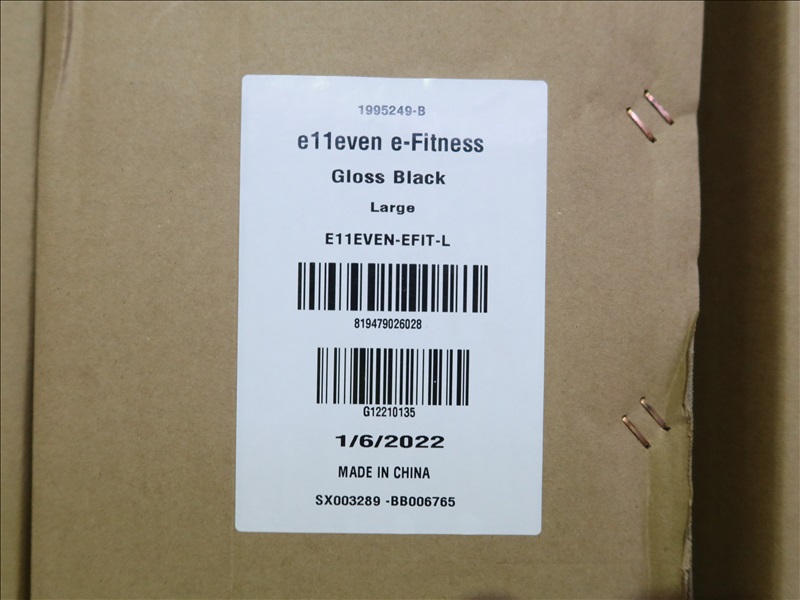 1995249-B
e11even e-Fitness
Gloss Black
Large
E11EVEN-EFIT-L
819479026028
G12210135
1/6/2022
MADE IN CHINA
SX003289 -BB006765